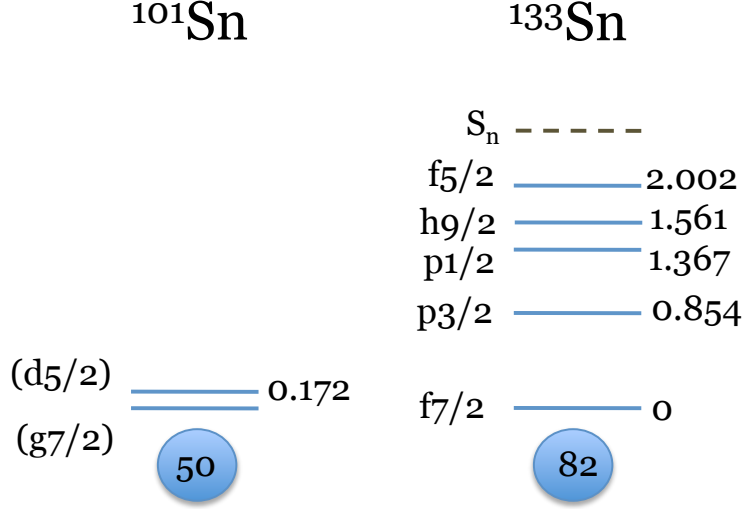 ¹⁰¹Sn
¹³³Sn
Sₙ
f5/2 2.002
h9/2 1.561
p1/2 1.367
p3/2 0.854
(d5/2) 0.172
f7/2 0
(g7/2)
50
82